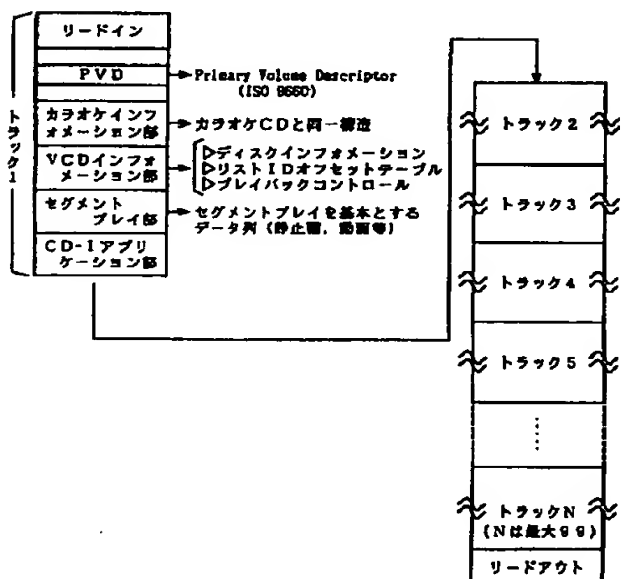 リードイン
PVD
Primary Volume Descriptor
(ISO 9660)
トラック1
カラオケインフ
ォメーション部
カラオケCDと同一構造
VCDインフォ
メーション部
▷ディスクインフォメーション
▷リストIDオフセットテーブル
▷プレイバックコントロール
セグメント
プレイ部
セグメントプレイを基本とする
データ列 (静止画, 動画等)
CD-Iアプリ
ケーション部
トラック2
トラック3
トラック4
トラック5
トラックN
(Nは最大99)
リードアウト